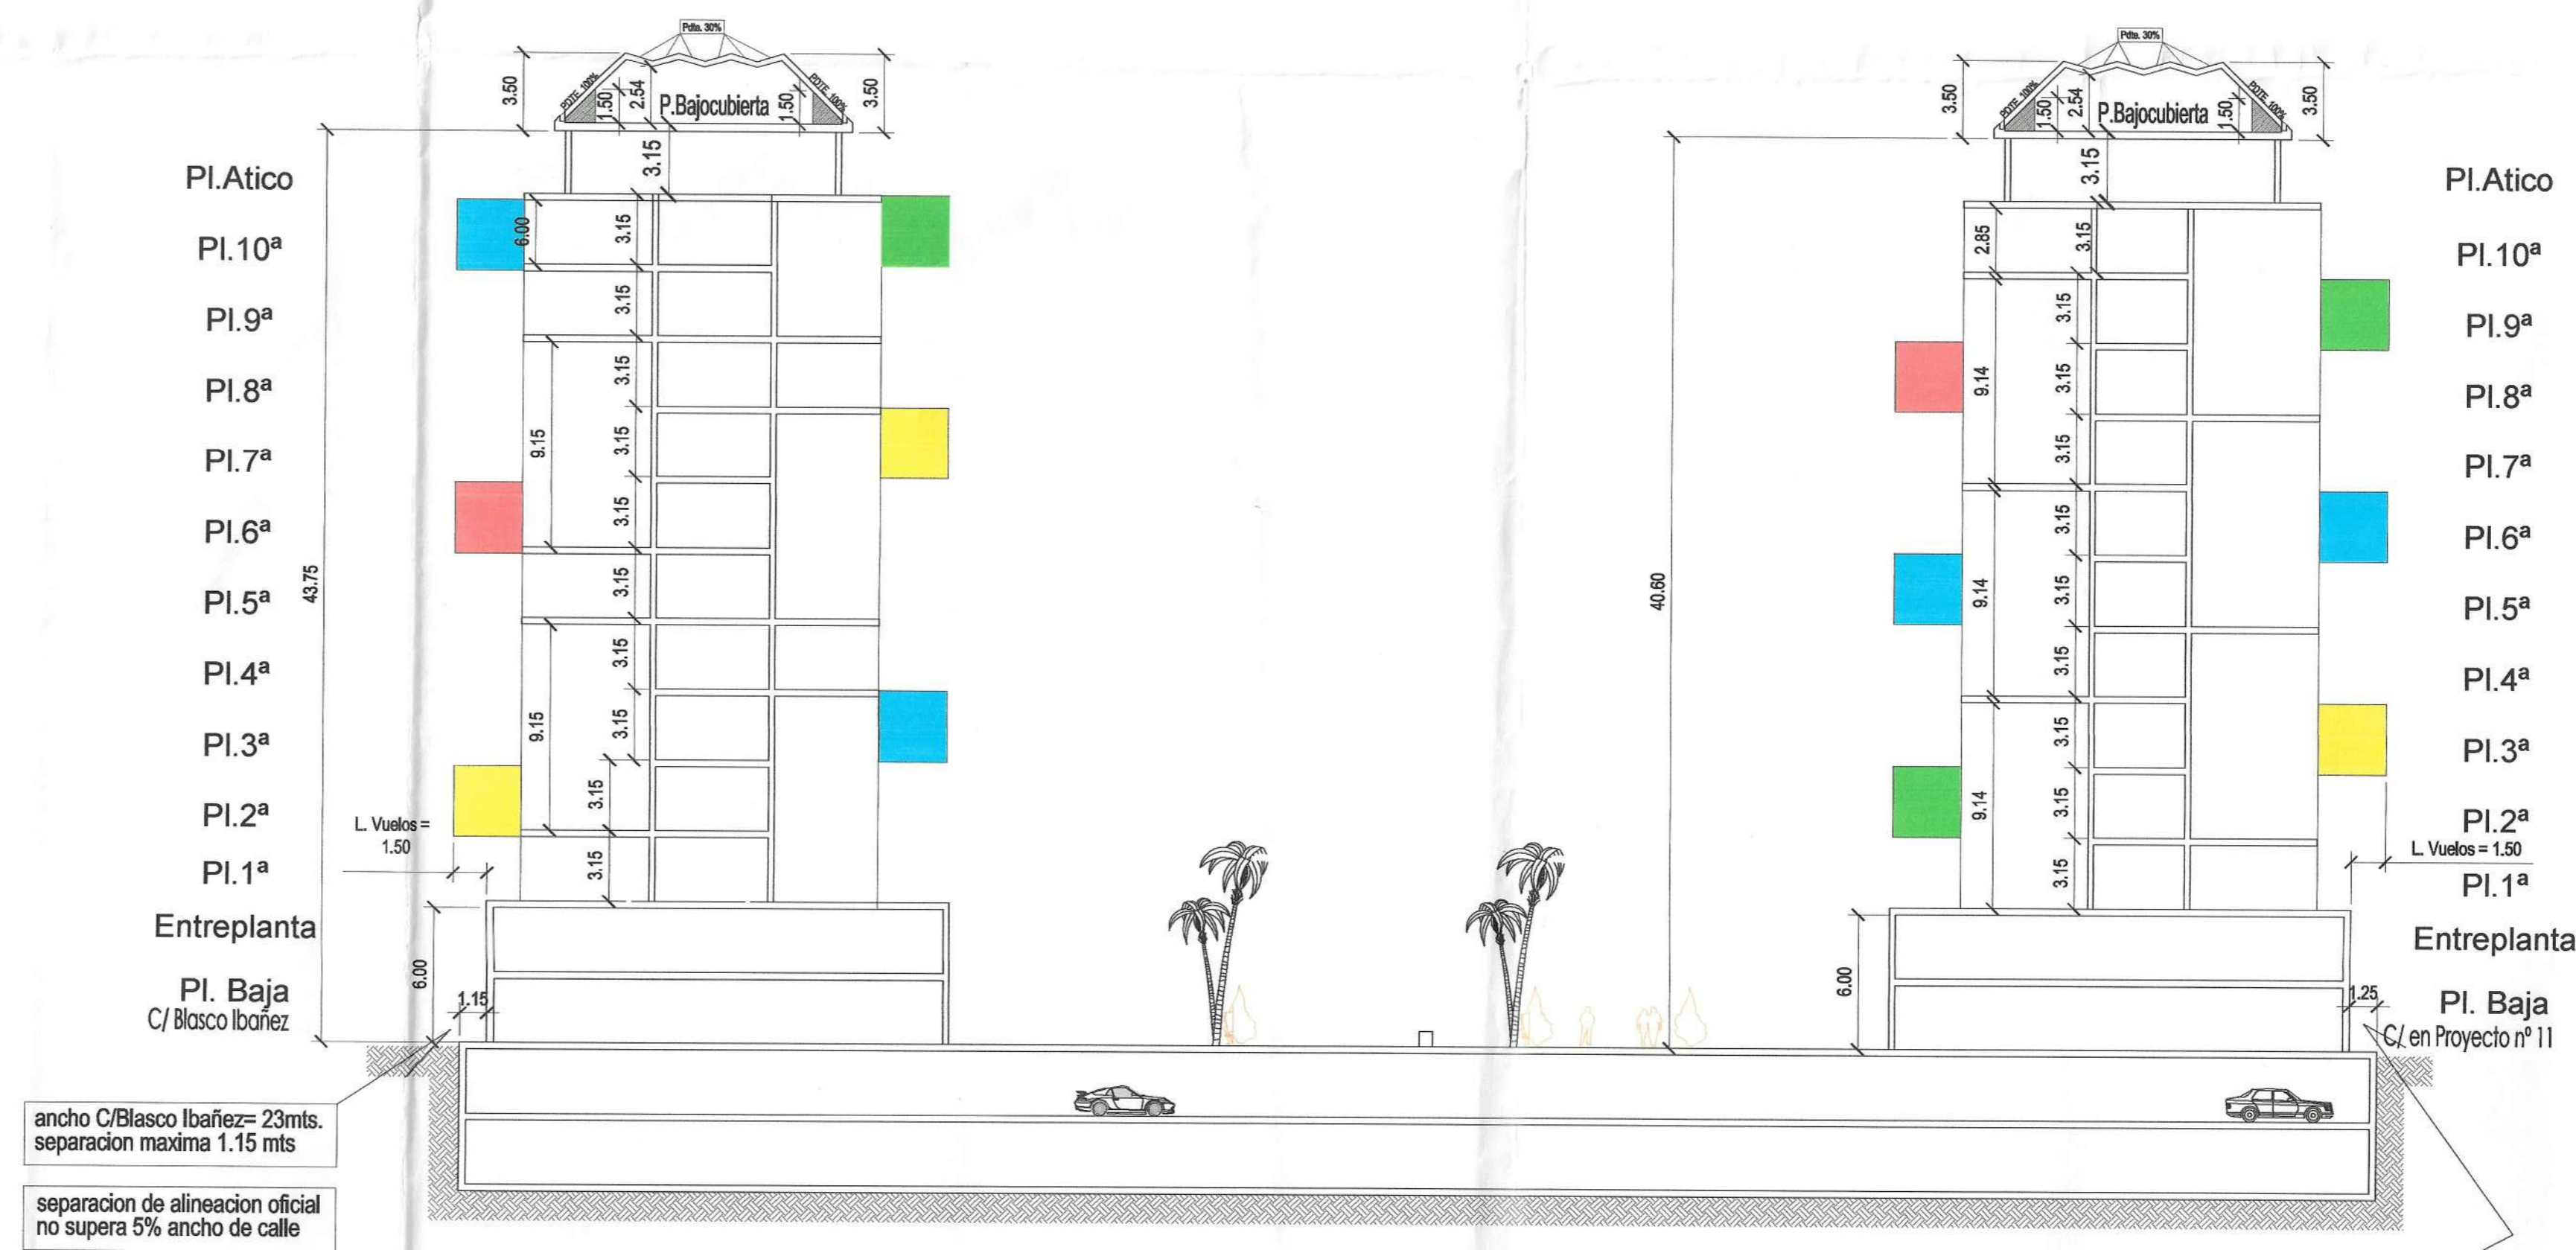 Pdte. 30%
3.50
PDTE. 100%
1.50
2.54
P.Bajocubierta
1.50
PDTE. 100%
3.50
3.15
Pl.Atico
Pl.10ª
Pl.9ª
Pl.8ª
Pl.7ª
Pl.6ª
Pl.5ª
Pl.4ª
Pl.3ª
Pl.2ª
Pl.1ª
Entreplanta
Pl. Baja
C/ Blasco Ibañez
43.75
6.00
3.15
3.15
3.15
9.15
3.15
3.15
3.15
3.15
9.15
3.15
3.15
3.15
L. Vuelos =
1.50
6.00
1.15
ancho C/Blasco Ibañez= 23mts.
separacion maxima 1.15 mts
separacion de alineacion oficial
no supera 5% ancho de calle
Pdte. 30%
3.50
PDTE. 100%
1.50
2.54
P.Bajocubierta
1.50
PDTE. 100%
3.50
3.15
40.60
2.85
3.15
3.15
9.14
3.15
3.15
3.15
9.14
3.15
3.15
3.15
9.14
3.15
3.15
6.00
Pl.Atico
Pl.10ª
Pl.9ª
Pl.8ª
Pl.7ª
Pl.6ª
Pl.5ª
Pl.4ª
Pl.3ª
Pl.2ª
L. Vuelos = 1.50
Pl.1ª
Entreplanta
1.25
Pl. Baja
C/ en Proyecto nº 11